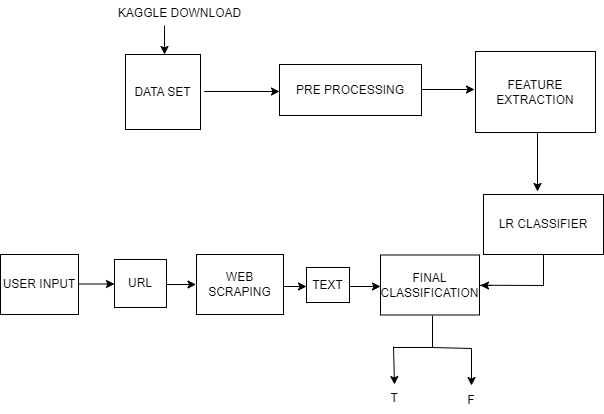 KAGGLE DOWNLOAD
DATA SET
PRE PROCESSING
FEATURE
EXTRACTION
LR CLASSIFIER
USER INPUT
URL
WEB
SCRAPING
TEXT
FINAL
CLASSIFICATION
T
F